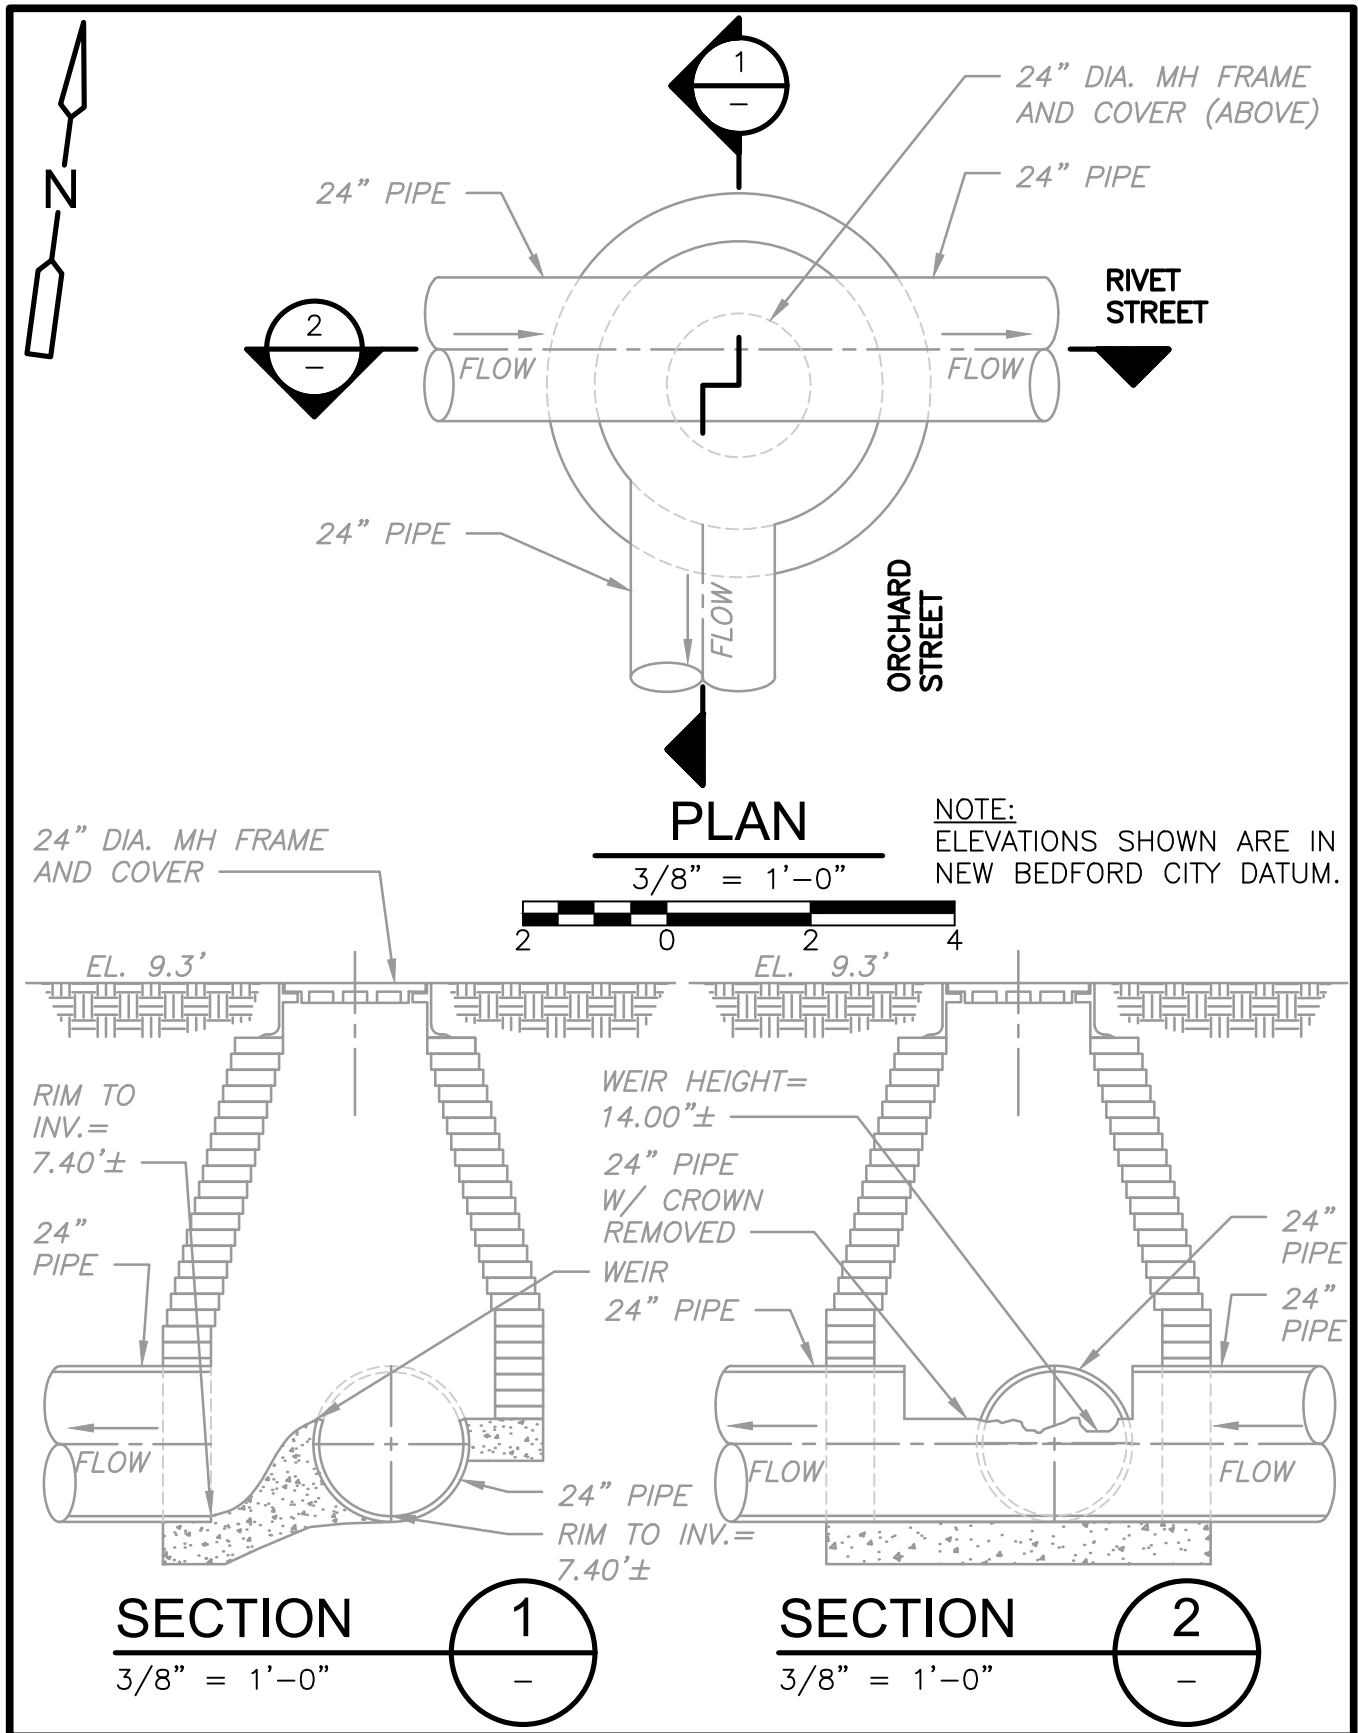 1
–
24" DIA. MH FRAME
AND COVER (ABOVE)
N
24" PIPE
24" PIPE
RIVET
STREET
2
–
FLOW
FLOW
24" PIPE
FLOW
ORCHARD
STREET
PLAN
3/8" = 1'-0"
2 0 2 4
NOTE:
ELEVATIONS SHOWN ARE IN
NEW BEDFORD CITY DATUM.
24" DIA. MH FRAME
AND COVER
EL. 9.3'
RIM TO
INV.=
7.40'±
24"
PIPE
FLOW
WEIR
24" PIPE
RIM TO INV.=
7.40'±
SECTION
3/8" = 1'-0"
1
–
EL. 9.3'
WEIR HEIGHT=
14.00"±
24" PIPE
W/ CROWN
REMOVED
24" PIPE
24"
PIPE
24"
PIPE
FLOW
FLOW
SECTION
3/8" = 1'-0"
2
–